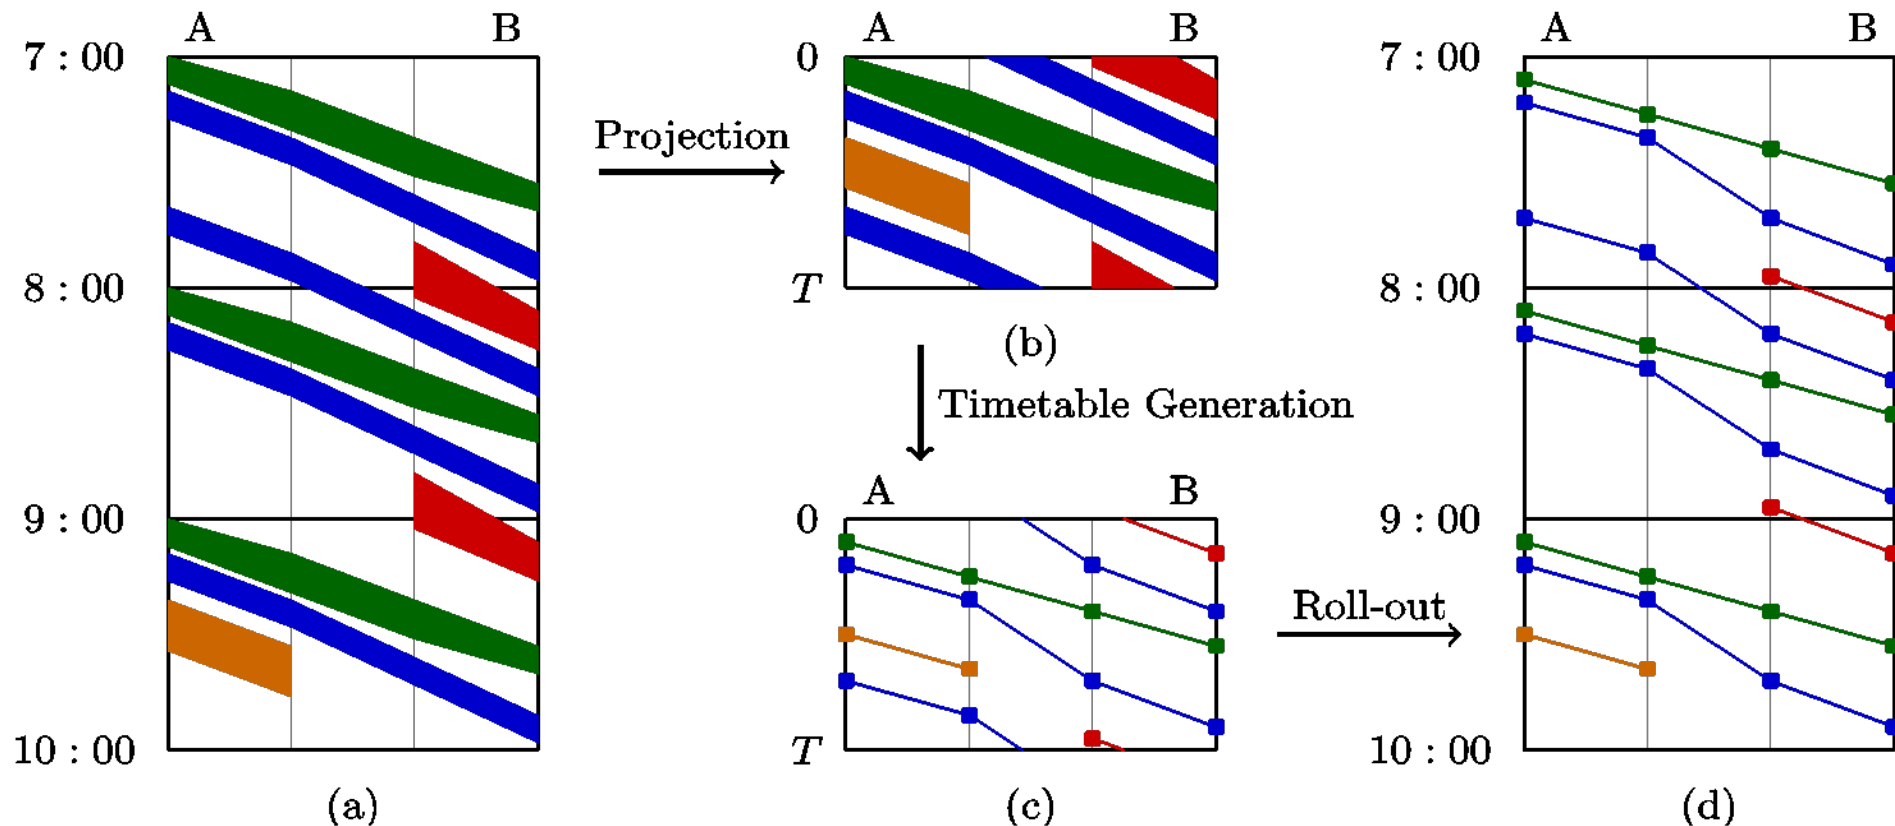 A B
7 : 00
8 : 00
9 : 00
10 : 00
(a)
Projection
A B
0
T
(b)
Timetable Generation
A B
0
T
(c)
Roll-out
A B
7 : 00
8 : 00
9 : 00
10 : 00
(d)